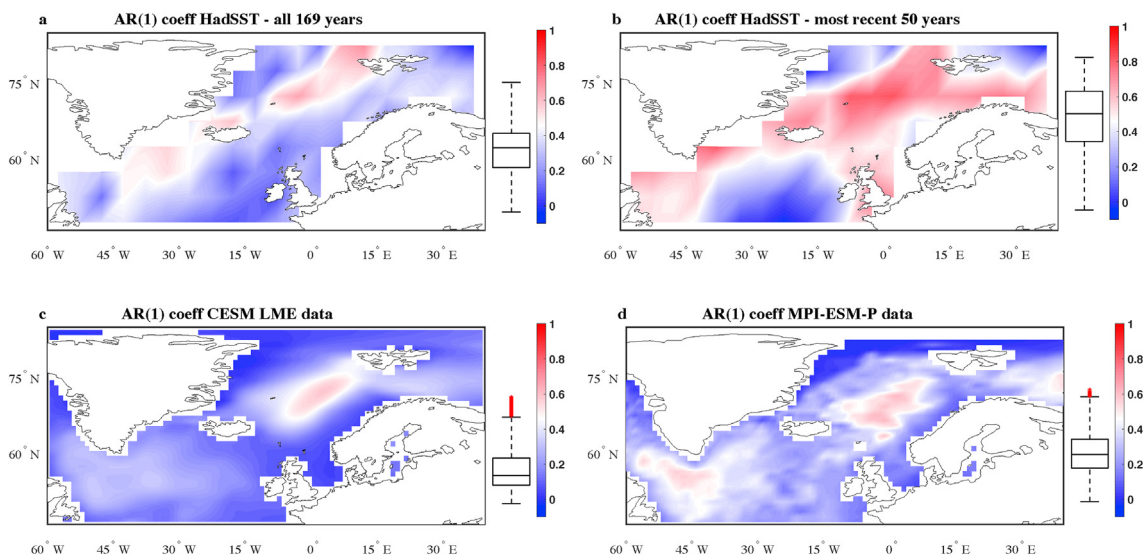 a AR(1) coeff HadSST - all 169 years
1
0.8
0.6
0.4
0.2
0
75° N
60° N
60° W 45° W 30° W 15° W 0° 15° E 30° E
b AR(1) coeff HadSST - most recent 50 years
1
0.8
0.6
0.4
0.2
0
75° N
60° N
60° W 45° W 30° W 15° W 0° 15° E 30° E
c AR(1) coeff CESM LME data
1
0.8
0.6
0.4
0.2
0
75° N
60° N
60° W 45° W 30° W 15° W 0° 15° E 30° E
d AR(1) coeff MPI-ESM-P data
1
0.8
0.6
0.4
0.2
0
75° N
60° N
60° W 45° W 30° W 15° W 0° 15° E 30° E